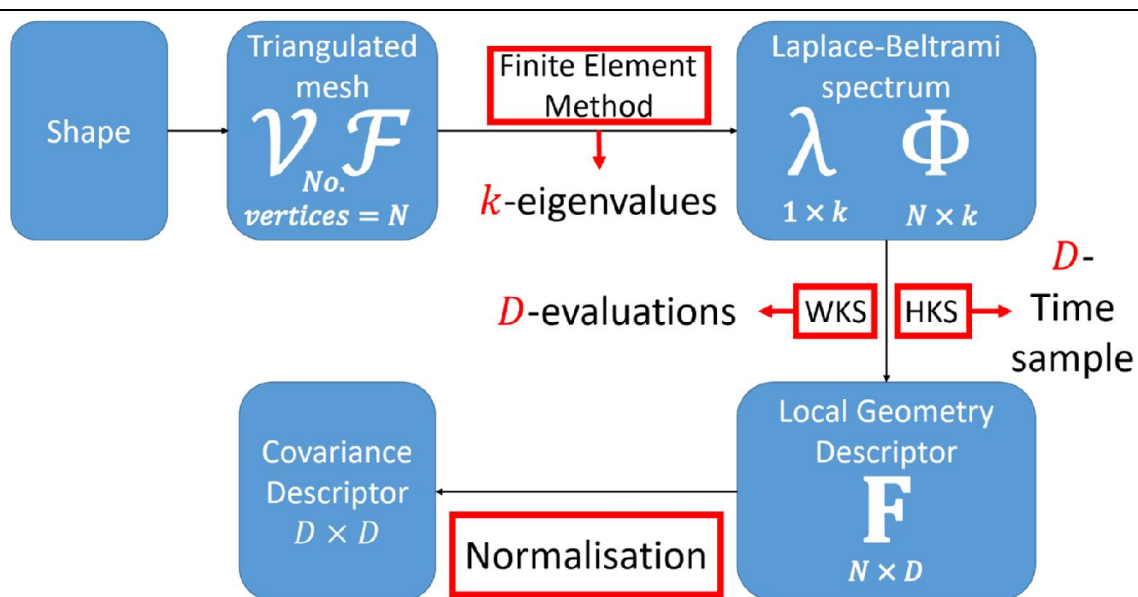 Shape
Triangulated
mesh
𝒱 ℱ
No.
vertices = N
Finite Element
Method
k-eigenvalues
Laplace-Beltrami
spectrum
λ Φ
1 × k N × k
D-evaluations
WKS
HKS
D-
Time
sample
Local Geometry
Descriptor
F
N × D
Normalisation
Covariance
Descriptor
D × D